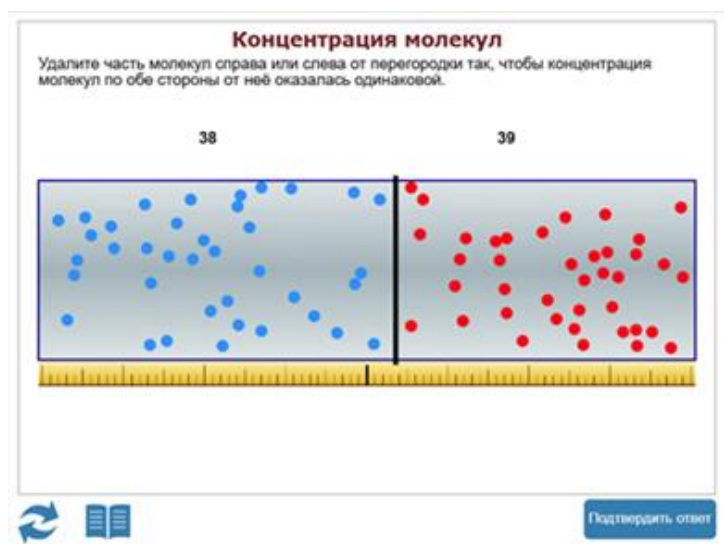 Концентрация молекул
Удалите часть молекул справа или слева от перегородки так, чтобы концентрация
молекул по обе стороны от неё оказалась одинаковой.
38 39
Подтвердить ответ